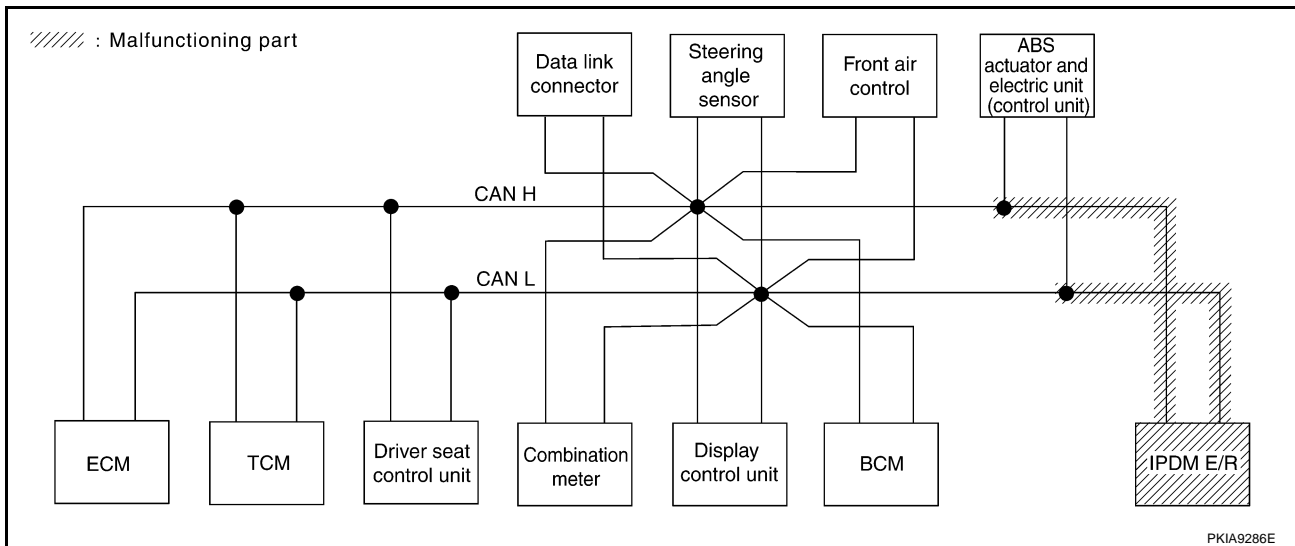 : Malfunctioning part
Data link
connector
Steering
angle
sensor
Front air
control
ABS
actuator and
electric unit
(control unit)
CAN H
CAN L
ECM
TCM
Driver seat
control unit
Combination
meter
Display
control unit
BCM
IPDM E/R
PKIA9286E